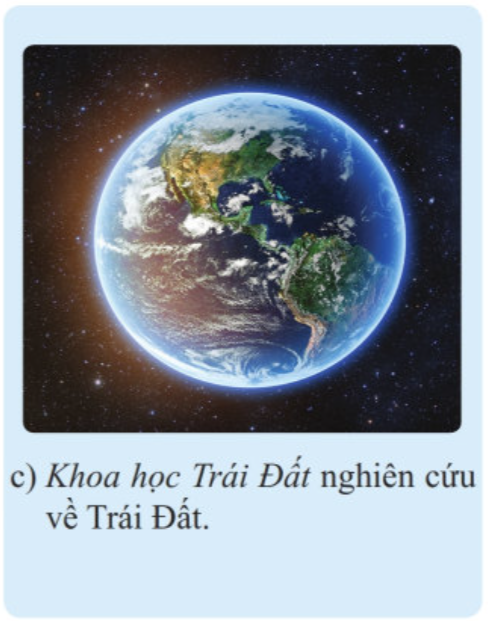 c) Khoa học Trái Đất nghiên cứu
về Trái Đất.